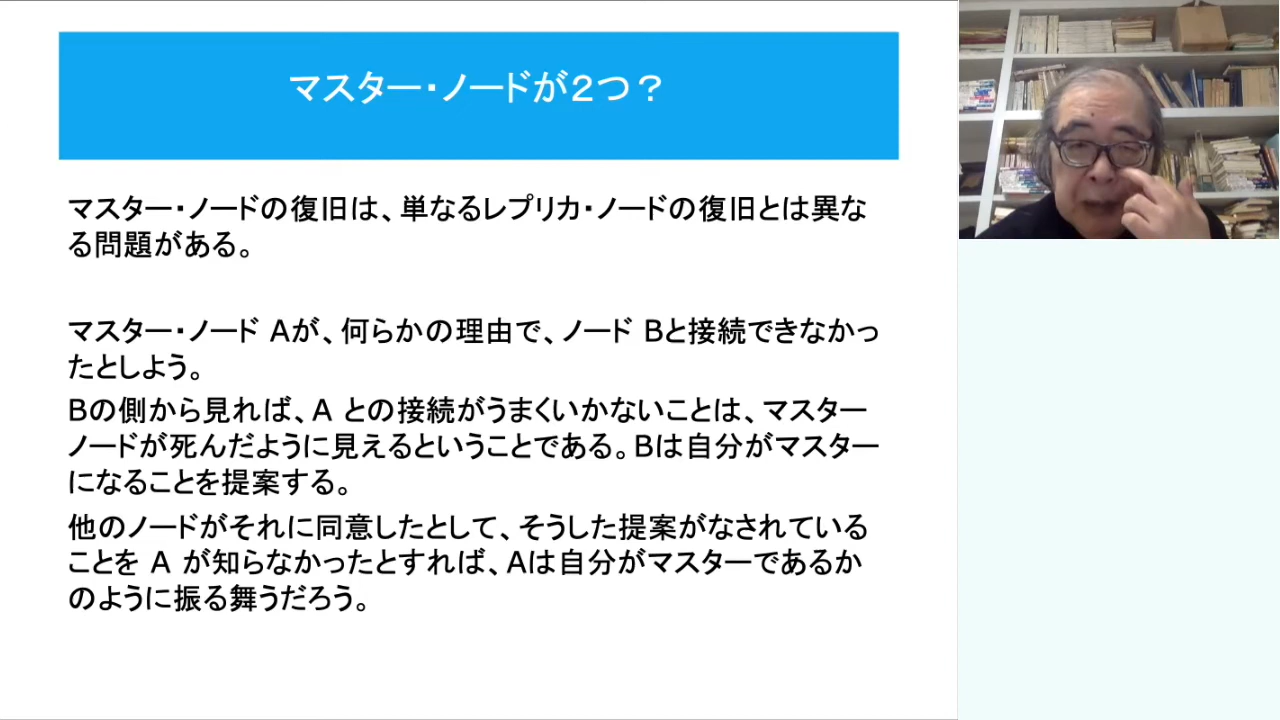 マスター・ノードが２つ？
マスター・ノードの復旧は、単なるレプリカ・ノードの復旧とは異な
る問題がある。
マスター・ノード Aが、何らかの理由で、ノード Bと接続できなかっ
たとしよう。
Bの側から見れば、A との接続がうまくいかないことは、マスター
ノードが死んだように見えるということである。Bは自分がマスター
になることを提案する。
他のノードがそれに同意したとして、そうした提案がなされている
ことを A が知らなかったとすれば、Aは自分がマスターであるか
のように振る舞うだろう。